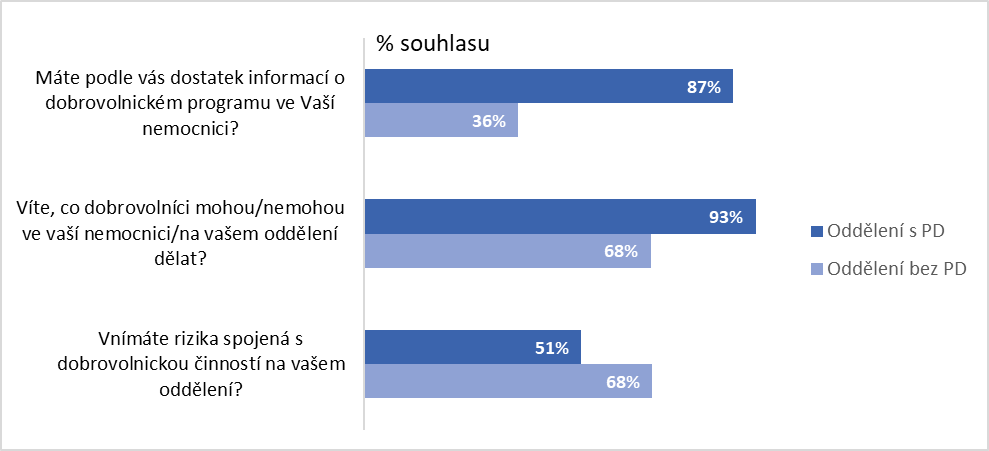 % souhlasu
Máte podle vás dostatek informací o
dobrovolnickém programu ve Vaší
nemocnici?
87%
36%
Víte, co dobrovolníci mohou/nemohou
ve vaší nemocnici/na vašem oddělení
dělat?
93%
68%
Vnímáte rizika spojená s
dobrovolnickou činností na vašem
oddělení?
51%
68%
Oddělení s PD
Oddělení bez PD